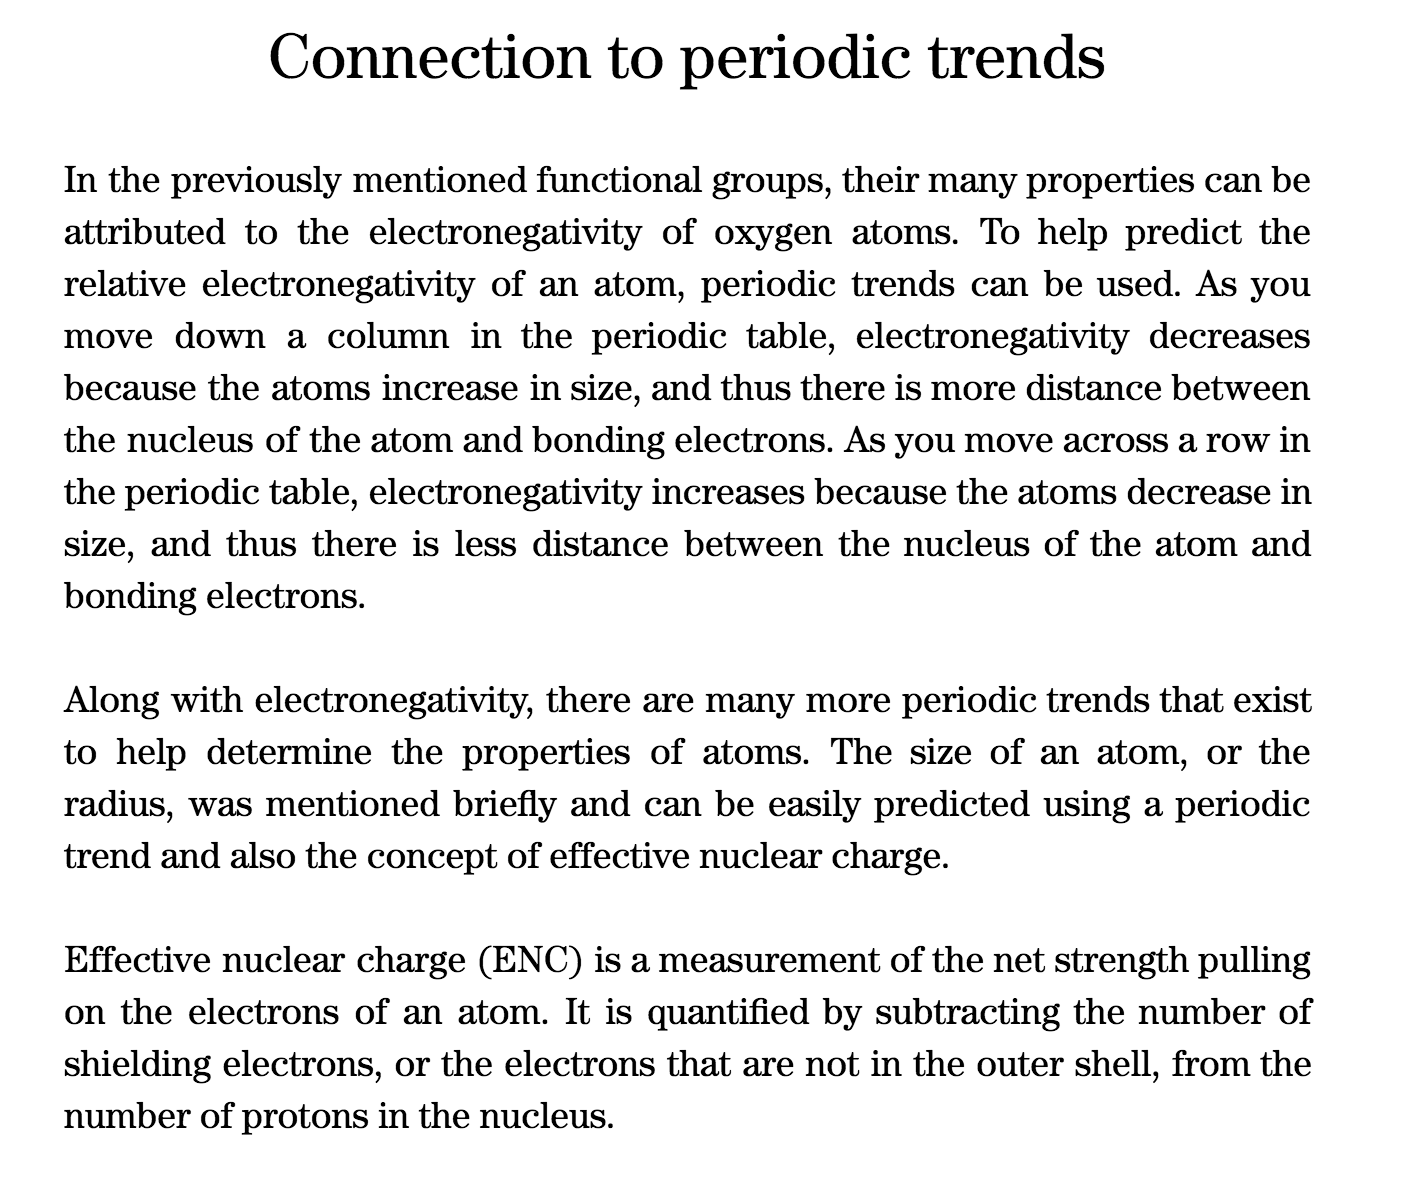 Connection to periodic trends
In the previously mentioned functional groups, their many properties can be
attributed to the electronegativity of oxygen atoms. To help predict the
relative electronegativity of an atom, periodic trends can be used. As you
move down a column in the periodic table, electronegativity decreases
because the atoms increase in size, and thus there is more distance between
the nucleus of the atom and bonding electrons. As you move across a row in
the periodic table, electronegativity increases because the atoms decrease in
size, and thus there is less distance between the nucleus of the atom and
bonding electrons.
Along with electronegativity, there are many more periodic trends that exist
to help determine the properties of atoms. The size of an atom, or the
radius, was mentioned briefly and can be easily predicted using a periodic
trend and also the concept of effective nuclear charge.
Effective nuclear charge (ENC) is a measurement of the net strength pulling
on the electrons of an atom. It is quantified by subtracting the number of
shielding electrons, or the electrons that are not in the outer shell, from the
number of protons in the nucleus.